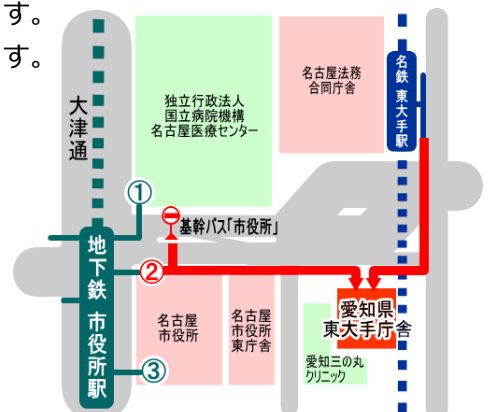 す。
す。
大津通
独立行政法人
国立病院機構
名古屋医療センター
名古屋法務
合同庁舎
名鉄 東大手駅
①
基幹バス「市役所」
地下鉄 市役所駅
②
③
名古屋
市役所
名古屋
市役所
東庁舎
愛知県
東大手庁舎
愛知三の丸
クリニック